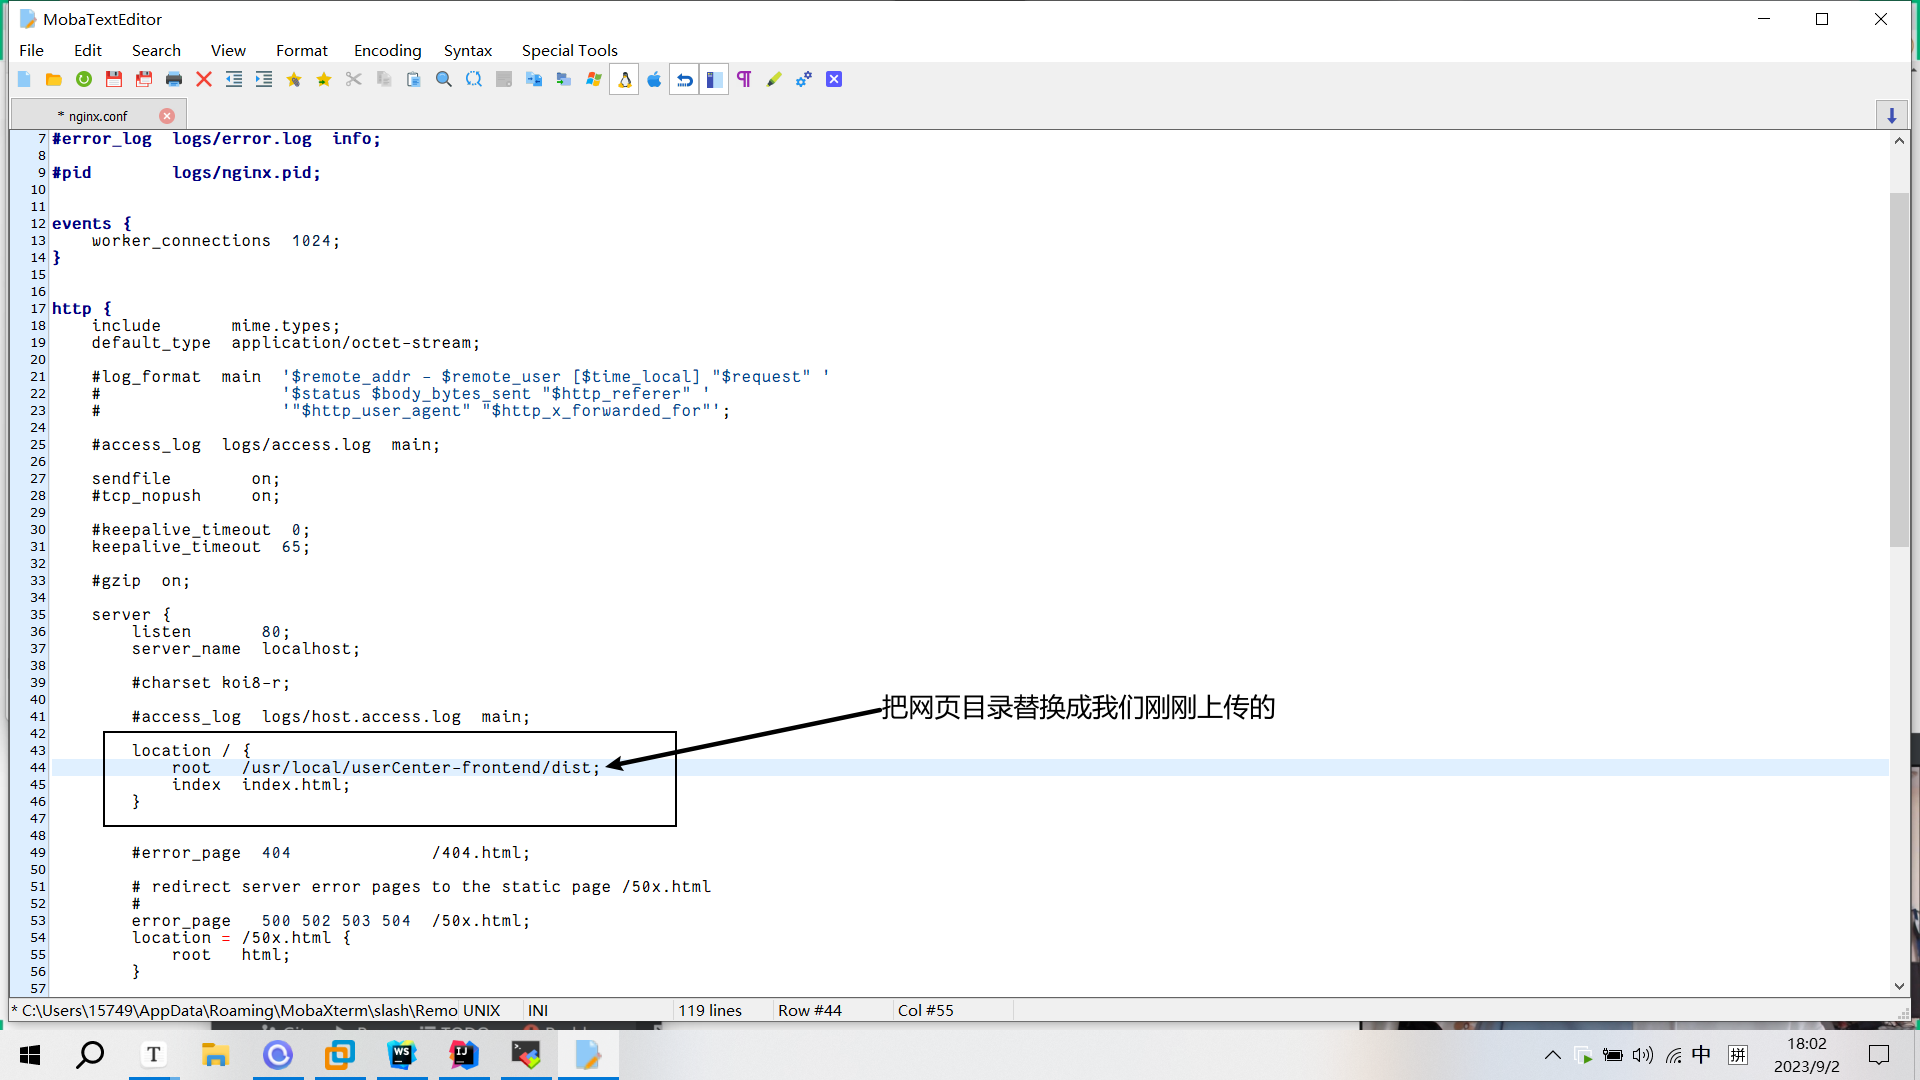 MobaTextEditor
File Edit Search View Format Encoding Syntax Special Tools
* nginx.conf
7 #error_log  logs/error.log  info;
8
9 #pid        logs/nginx.pid;
10
11
12 events {
13     worker_connections  1024;
14 }
15
16
17 http {
18     include       mime.types;
19     default_type  application/octet-stream;
20
21     #log_format  main  '$remote_addr - $remote_user [$time_local] "$request" '
22     #                  '$status $body_bytes_sent "$http_referer" '
23     #                  '"$http_user_agent" "$http_x_forwarded_for"';
24
25     #access_log  logs/access.log  main;
26
27     sendfile        on;
28     #tcp_nopush     on;
29
30     #keepalive_timeout  0;
31     keepalive_timeout  65;
32
33     #gzip  on;
34
35     server {
36         listen       80;
37         server_name  localhost;
38
39         #charset koi8-r;
40
把网页目录替换成我们刚刚上传的
41         #access_log  logs/host.access.log  main;
42
43         location / {
44             root   /usr/local/userCenter-frontend/dist;
45             index  index.html;
46         }
47
48
49         #error_page  404              /404.html;
50
51         # redirect server error pages to the static page /50x.html
52         #
53         error_page   500 502 503 504  /50x.html;
54         location = /50x.html {
55             root   html;
56         }
57
* C:\Users\15749\AppData\Roaming\MobaXterm\slash\Remo UNIX INI 119 lines Row #44 Col #55
T WS IJ 中 拼 18:02
2023/9/2